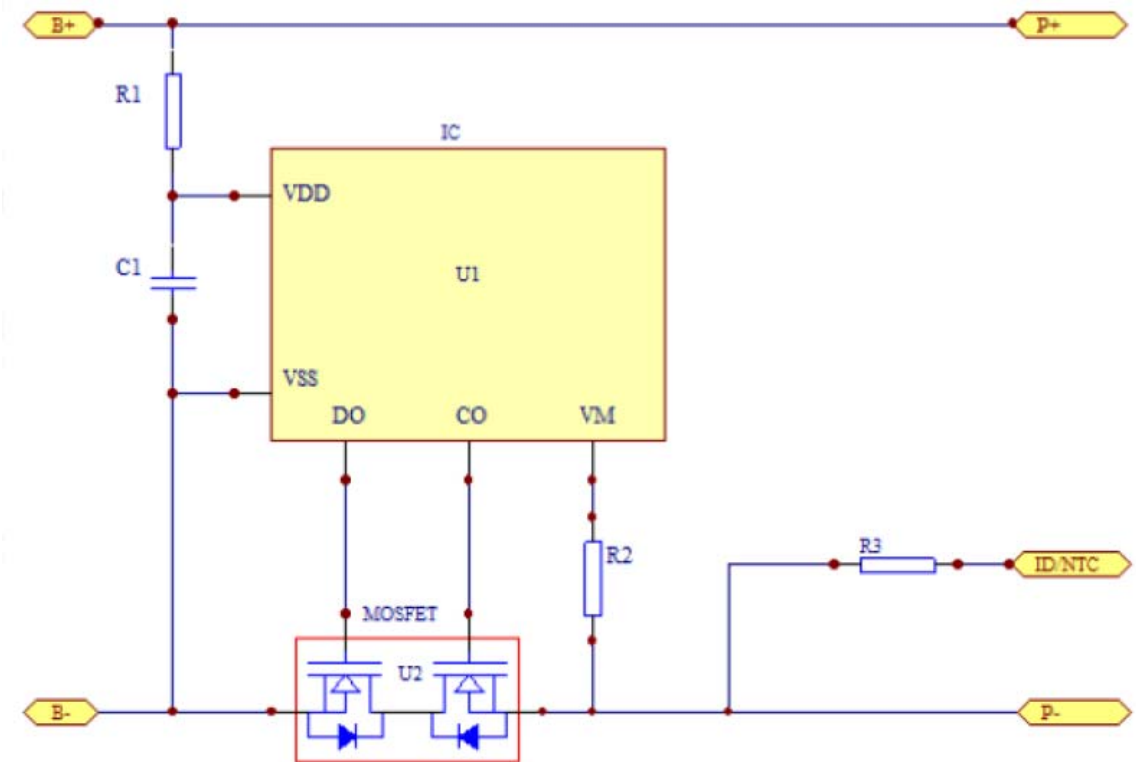 B+
P+
R1
IC
VDD
C1
U1
VSS
DO
CO
VM
R2
R3
ID/NTC
MOSFET
U2
B-
P-